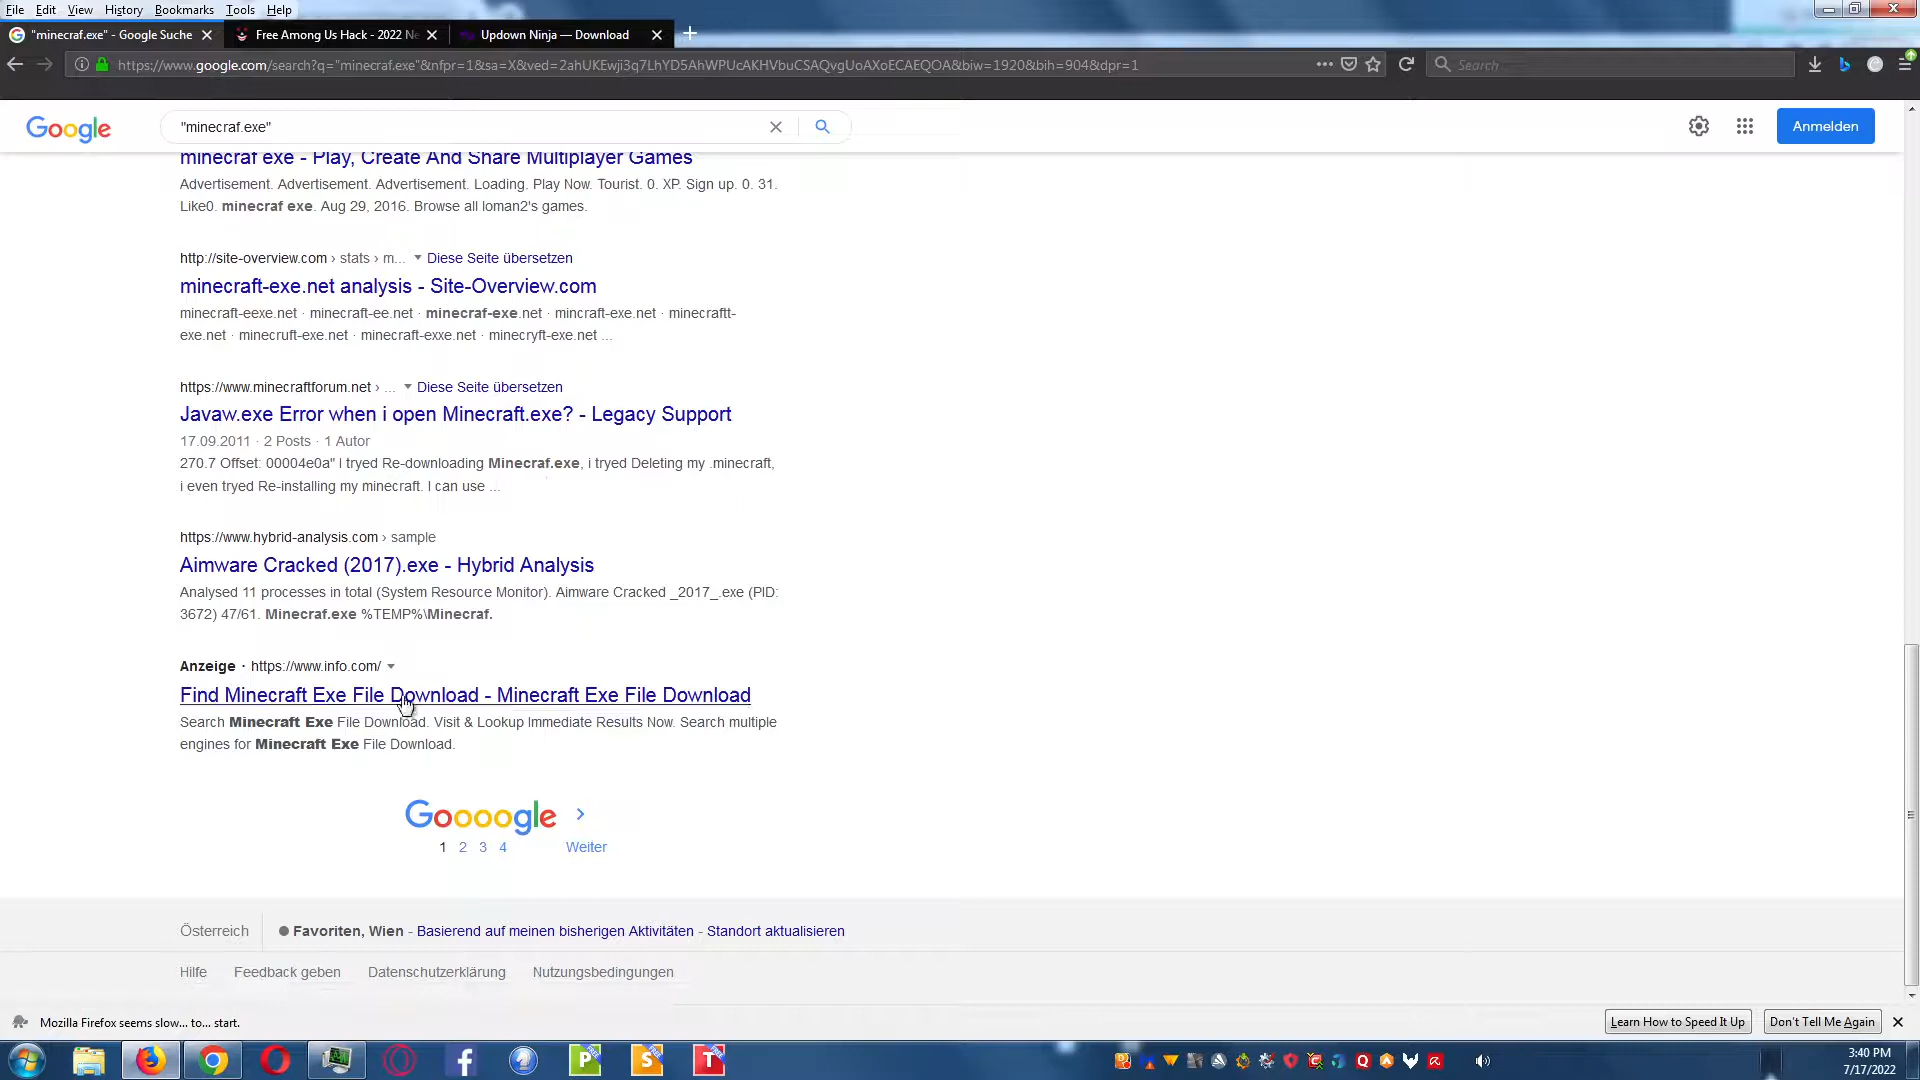 File Edit View History Bookmarks Tools Help
"minecraf.exe" - Google Suche
Free Among Us Hack - 2022 Ne
Updown Ninja — Download
https://www.google.com/search?q="minecraf.exe"&nfpr=1&sa=X&ved=2ahUKEwji3q7LhYD5AhWPUcAKHVbuCSAQvgUoAXoECAEQOA&biw=1920&bih=904&dpr=1
Search
Google
"minecraf.exe"
Anmelden
minecraf exe - Play, Create And Share Multiplayer Games
Advertisement. Advertisement. Advertisement. Loading. Play Now. Tourist. 0. XP. Sign up. 0. 31.
Like0. minecraf exe. Aug 29, 2016. Browse all loman2's games.
http://site-overview.com › stats › m... Diese Seite übersetzen
minecraft-exe.net analysis - Site-Overview.com
minecraft-eexe.net · minecraft-ee.net · minecraf-exe.net · mincraft-exe.net · minecraftt-
exe.net · minecruft-exe.net · minecraft-exxe.net · minecryft-exe.net ...
https://www.minecraftforum.net › ... Diese Seite übersetzen
Javaw.exe Error when i open Minecraft.exe? - Legacy Support
17.09.2011 · 2 Posts · 1 Autor
270.7 Offset: 00004e0a" I tryed Re-downloading Minecraf.exe, i tryed Deleting my .minecraft,
i even tryed Re-installing my minecraft. I can use ...
https://www.hybrid-analysis.com › sample
Aimware Cracked (2017).exe - Hybrid Analysis
Analysed 11 processes in total (System Resource Monitor). Aimware Cracked _2017_.exe (PID:
3672) 47/61. Minecraf.exe %TEMP%\Minecraf.
Anzeige · https://www.info.com/
Find Minecraft Exe File Download - Minecraft Exe File Download
Search Minecraft Exe File Download. Visit & Lookup Immediate Results Now. Search multiple
engines for Minecraft Exe File Download.
Goooogle
1 2 3 4 Weiter
Österreich
Favoriten, Wien - Basierend auf meinen bisherigen Aktivitäten - Standort aktualisieren
Hilfe Feedback geben Datenschutzerklärung Nutzungsbedingungen
Mozilla Firefox seems slow... to... start.
Learn How to Speed It Up
Don't Tell Me Again
P S T
3:40 PM
7/17/2022